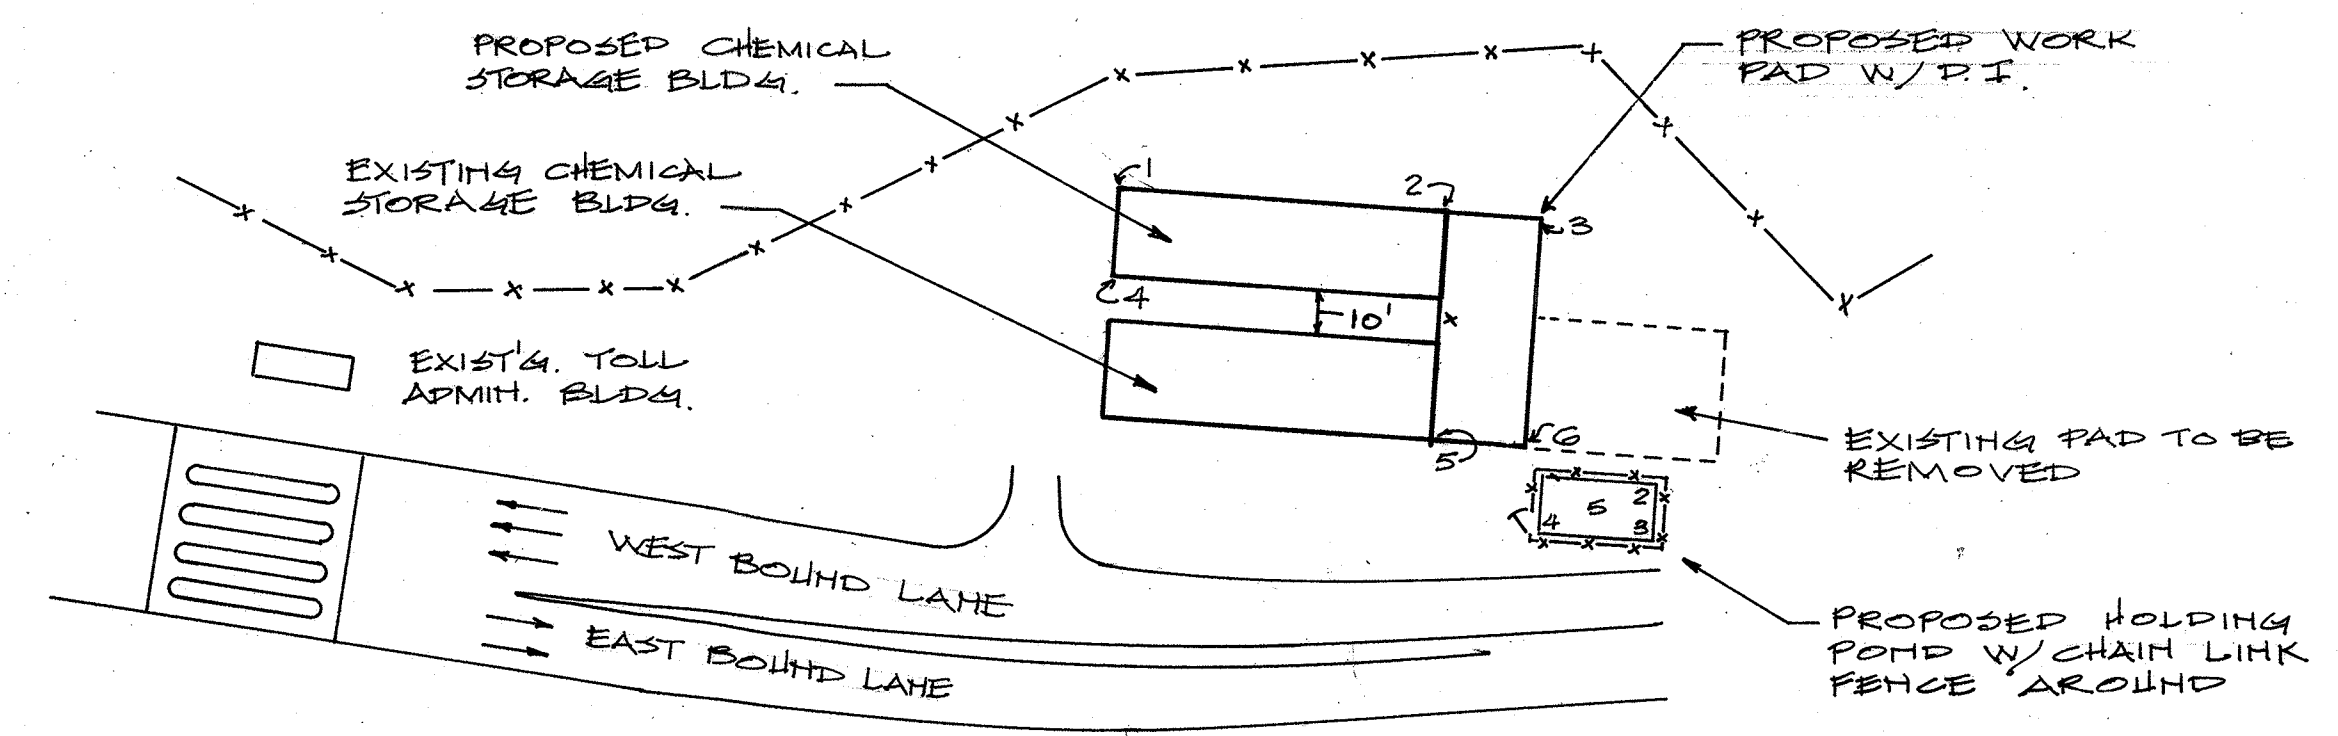 PROPOSED CHEMICAL
STORAGE BLDG.
PROPOSED WORK
PAD W/ D.I.
EXISTING CHEMICAL
STORAGE BLDG.
1
2
3
4
10'
5
6
EXIST'G. TOLL
ADMIN. BLDG.
EXISTING PAD TO BE
REMOVED
2
5
4
3
WEST BOUND LANE
EAST BOUND LANE
PROPOSED HOLDING
POND W/ CHAIN LINK
FENCE AROUND